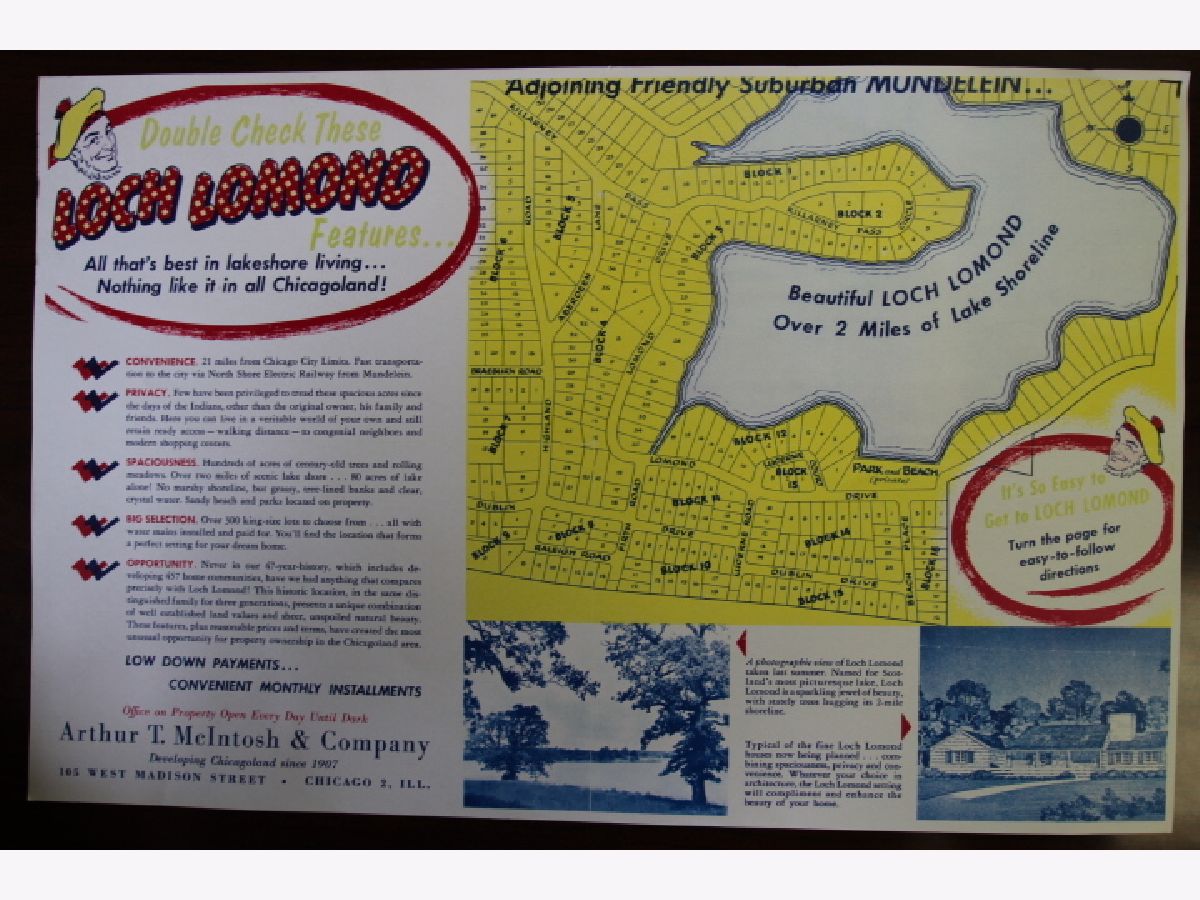 Double Check These
LOCH LOMOND
Features...
All that's best in lakeshore living...
Nothing like it in all Chicagoland!
CONVENIENCE. 21 miles from Chicago City Limits. Fast transporta-
tion to the city via North Shore Electric Railway from Mundelein.
PRIVACY. Few have been privileged to tread these spacious acres since
the days of the Indians, other than the original owner, his family and
friends. Here you can live in a veritable world of your own and still
retain ready access — walking distance — to congenial neighbors and
modern shopping centers.
SPACIOUSNESS. Hundreds of acres of century-old trees and rolling
meadows. Over two miles of scenic lake shore . . . 80 acres of lake
alone! No marshy shoreline, but grassy, tree-lined banks and clear,
crystal water. Sandy beach and parks located on property.
BIG SELECTION. Over 500 king-size lots to choose from . . . all with
water mains installed and paid for. You'll find the location that forms
a perfect setting for your dream home.
OPPORTUNITY. Never in our 47-year-history, which includes de-
veloping 457 home communities, have we had anything that compares
precisely with Loch Lomond! This historic location, in the same dis-
tinguished family for three generations, presents a unique combination
of well established land values and sheer, unspoiled natural beauty.
These features, plus reasonable prices and terms, have created the most
unusual opportunity for property ownership in the Chicagoland area.
LOW DOWN PAYMENTS...
CONVENIENT MONTHLY INSTALLMENTS
Office on Property Open Every Day Until Dark
Arthur T. McIntosh & Company
Developing Chicagoland since 1907
105 WEST MADISON STREET • CHICAGO 2, ILL.
Adjoining Friendly Suburban MUNDELEIN...
KILLARNEY
PASS
BLOCK 1
BLOCK 2
KILLARNEY PASS
CIRCLE
BLOCK 3
DRIVE
ROAD
BLOCK 5
LANE
BLOCK 6
ABERDEEN
BLOCK 4
LOMOND
BRAEBURN ROAD
HIGHLAND
BLOCK 7
Beautiful LOCH LOMOND
Over 2 Miles of Lake Shoreline
BLOCK 12
LUCERNE
BLOCK
13
LOMOND
PARK AND BEACH
(private)
DRIVE
DUBLIN
ROAD
BLOCK 11
BLOCK 8
DRIVE
BLOCK 9
RALEIGH ROAD
BLOCK 10
LUCERNE ROAD
BLOCK 14
DUBLIN DRIVE
BLOCK 15
BEACH PLACE
It's So Easy to
Get to LOCH LOMOND
Turn the page for
easy-to-follow
directions
A photographic view of Loch Lomond
taken last summer. Named for Scot-
land's most picturesque lake, Loch
Lomond is a sparkling jewel of beauty,
with stately trees hugging its 2-mile
shoreline.
Typical of the fine Loch Lomond
houses now being planned . . . com-
bining spaciousness, privacy and con-
venience. Whatever your choice in
architecture, the Loch Lomond setting
will compliment and enhance the
beauty of your home.